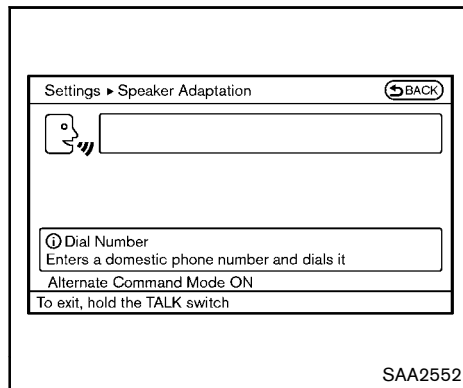 Settings ▸ Speaker Adaptation
BACK
ⓘ Dial Number
Enters a domestic phone number and dials it
Alternate Command Mode ON
To exit, hold the TALK switch
SAA2552